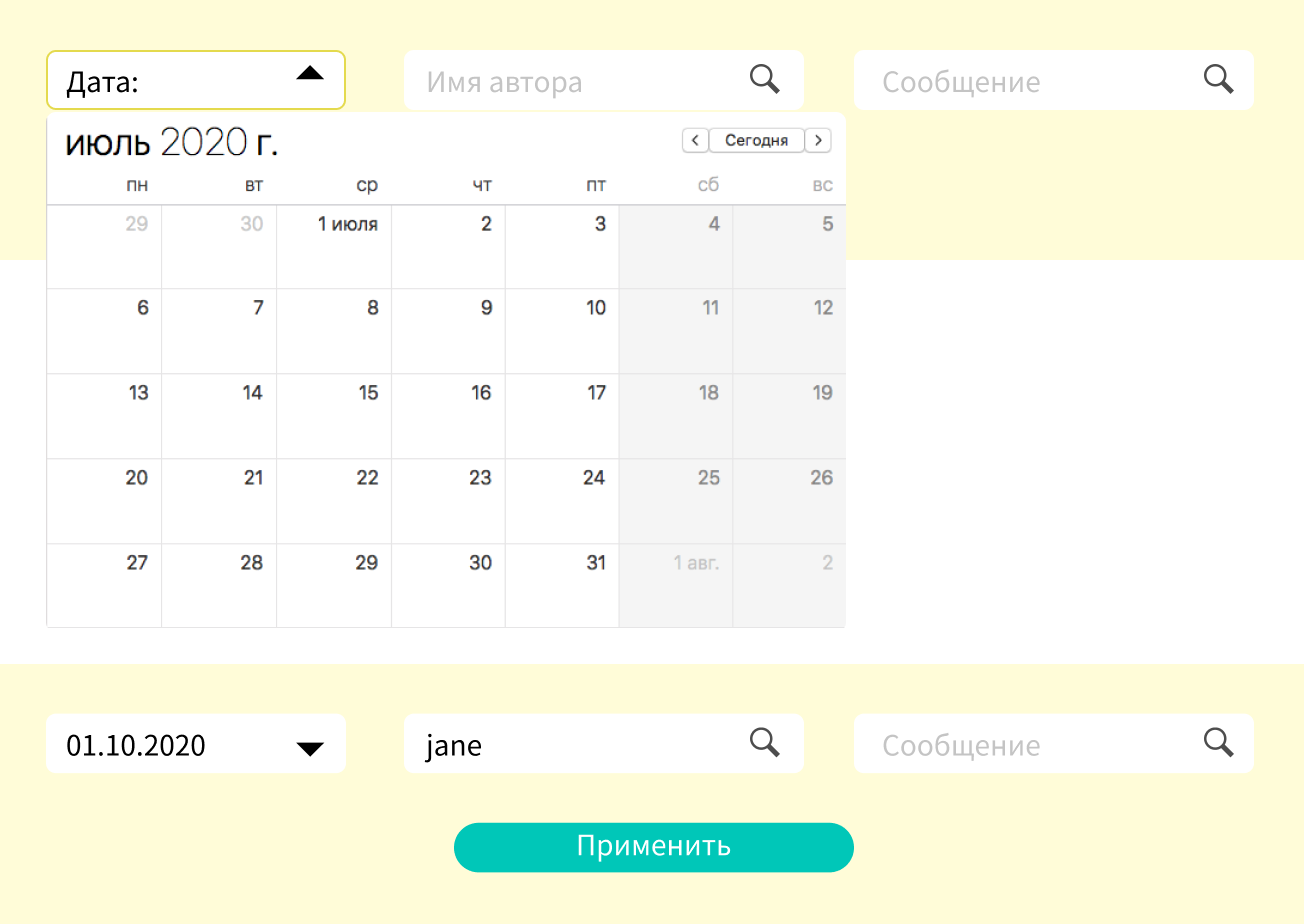 Дата: Имя автора Сообщение
июль 2020 г. Сегодня
пн вт ср чт пт сб вс
29 30 1 июля 2 3 4 5
6 7 8 9 10 11 12
13 14 15 16 17 18 19
20 21 22 23 24 25 26
27 28 29 30 31 1 авг. 2
01.10.2020 jane Сообщение
Применить